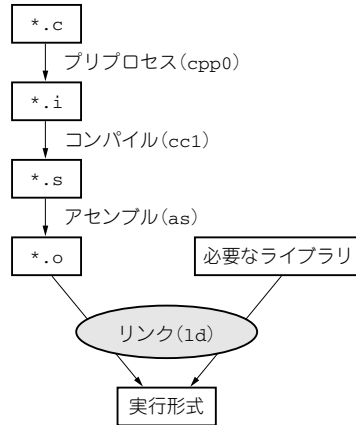 *.c
プリプロセス(cpp0)
*.i
コンパイル(cc1)
*.s
アセンブル(as)
*.o
必要なライブラリ
リンク(ld)
実行形式